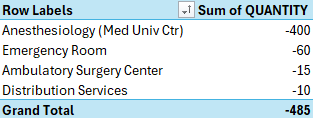 Row Labels Sum of QUANTITY
Anesthesiology (Med Univ Ctr) -400
Emergency Room -60
Ambulatory Surgery Center -15
Distribution Services -10
Grand Total -485